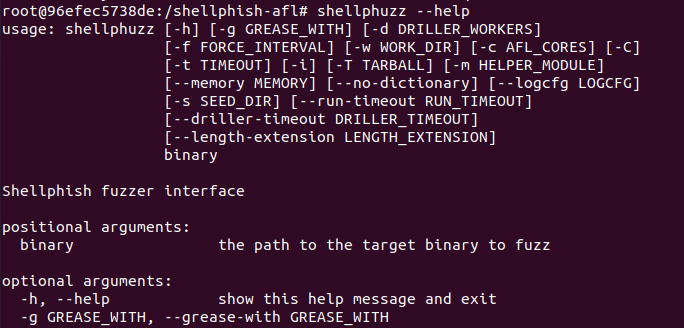 root@96efec5738de:/shellphish-afl# shellphuzz --help
usage: shellphuzz [-h] [-g GREASE_WITH] [-d DRILLER_WORKERS]
[-f FORCE_INTERVAL] [-w WORK_DIR] [-c AFL_CORES] [-C]
[-t TIMEOUT] [-i] [-T TARBALL] [-m HELPER_MODULE]
[--memory MEMORY] [--no-dictionary] [--logcfg LOGCFG]
[-s SEED_DIR] [--run-timeout RUN_TIMEOUT]
[--driller-timeout DRILLER_TIMEOUT]
[--length-extension LENGTH_EXTENSION]
binary
Shellphish fuzzer interface
positional arguments:
binary the path to the target binary to fuzz
optional arguments:
-h, --help show this help message and exit
-g GREASE_WITH, --grease-with GREASE_WITH